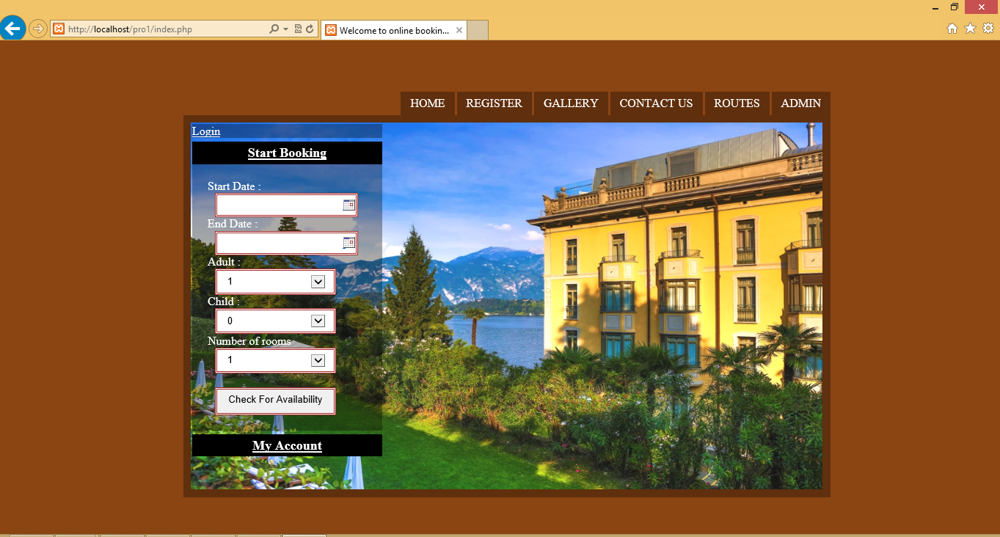 http://localhost/pro1/index.php
Welcome to online bookin...
HOME REGISTER GALLERY CONTACT US ROUTES ADMIN
Login
Start Booking
Start Date :
End Date :
Adult :
1
Child :
0
Number of rooms
1
Check For Availability
My Account